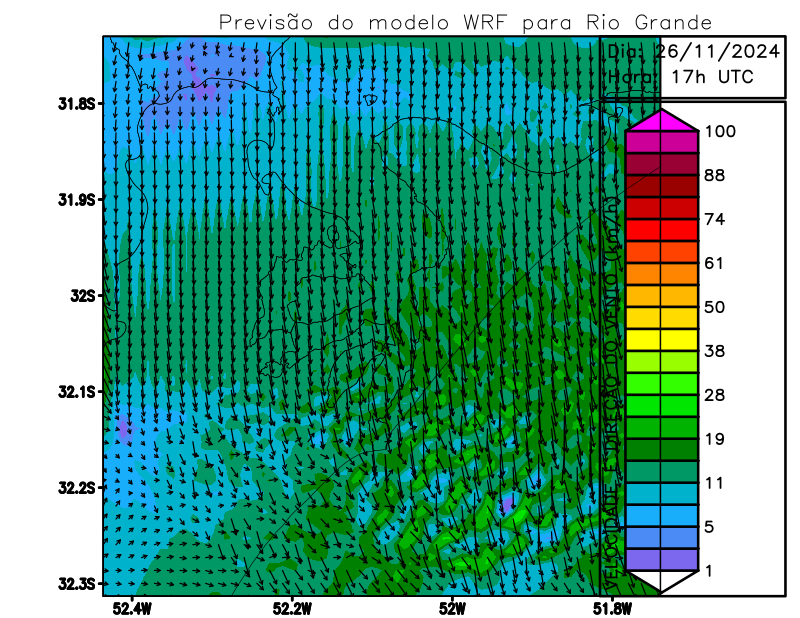 Previsão do modelo WRF para Rio Grande
Dia: 26/11/2024
Hora: 17h UTC
31.8S
31.9S
32S
32.1S
32.2S
32.3S
52.4W
52.2W
52W
51.8W
100
88
74
61
50
38
28
19
11
5
1
VELOCIDADE E DIREÇÃO DO VENTO (km/h)